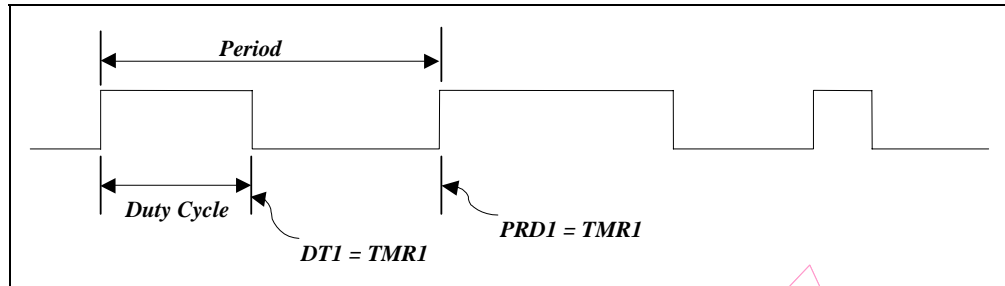 Period
Duty Cycle
DT1 = TMR1
PRD1 = TMR1